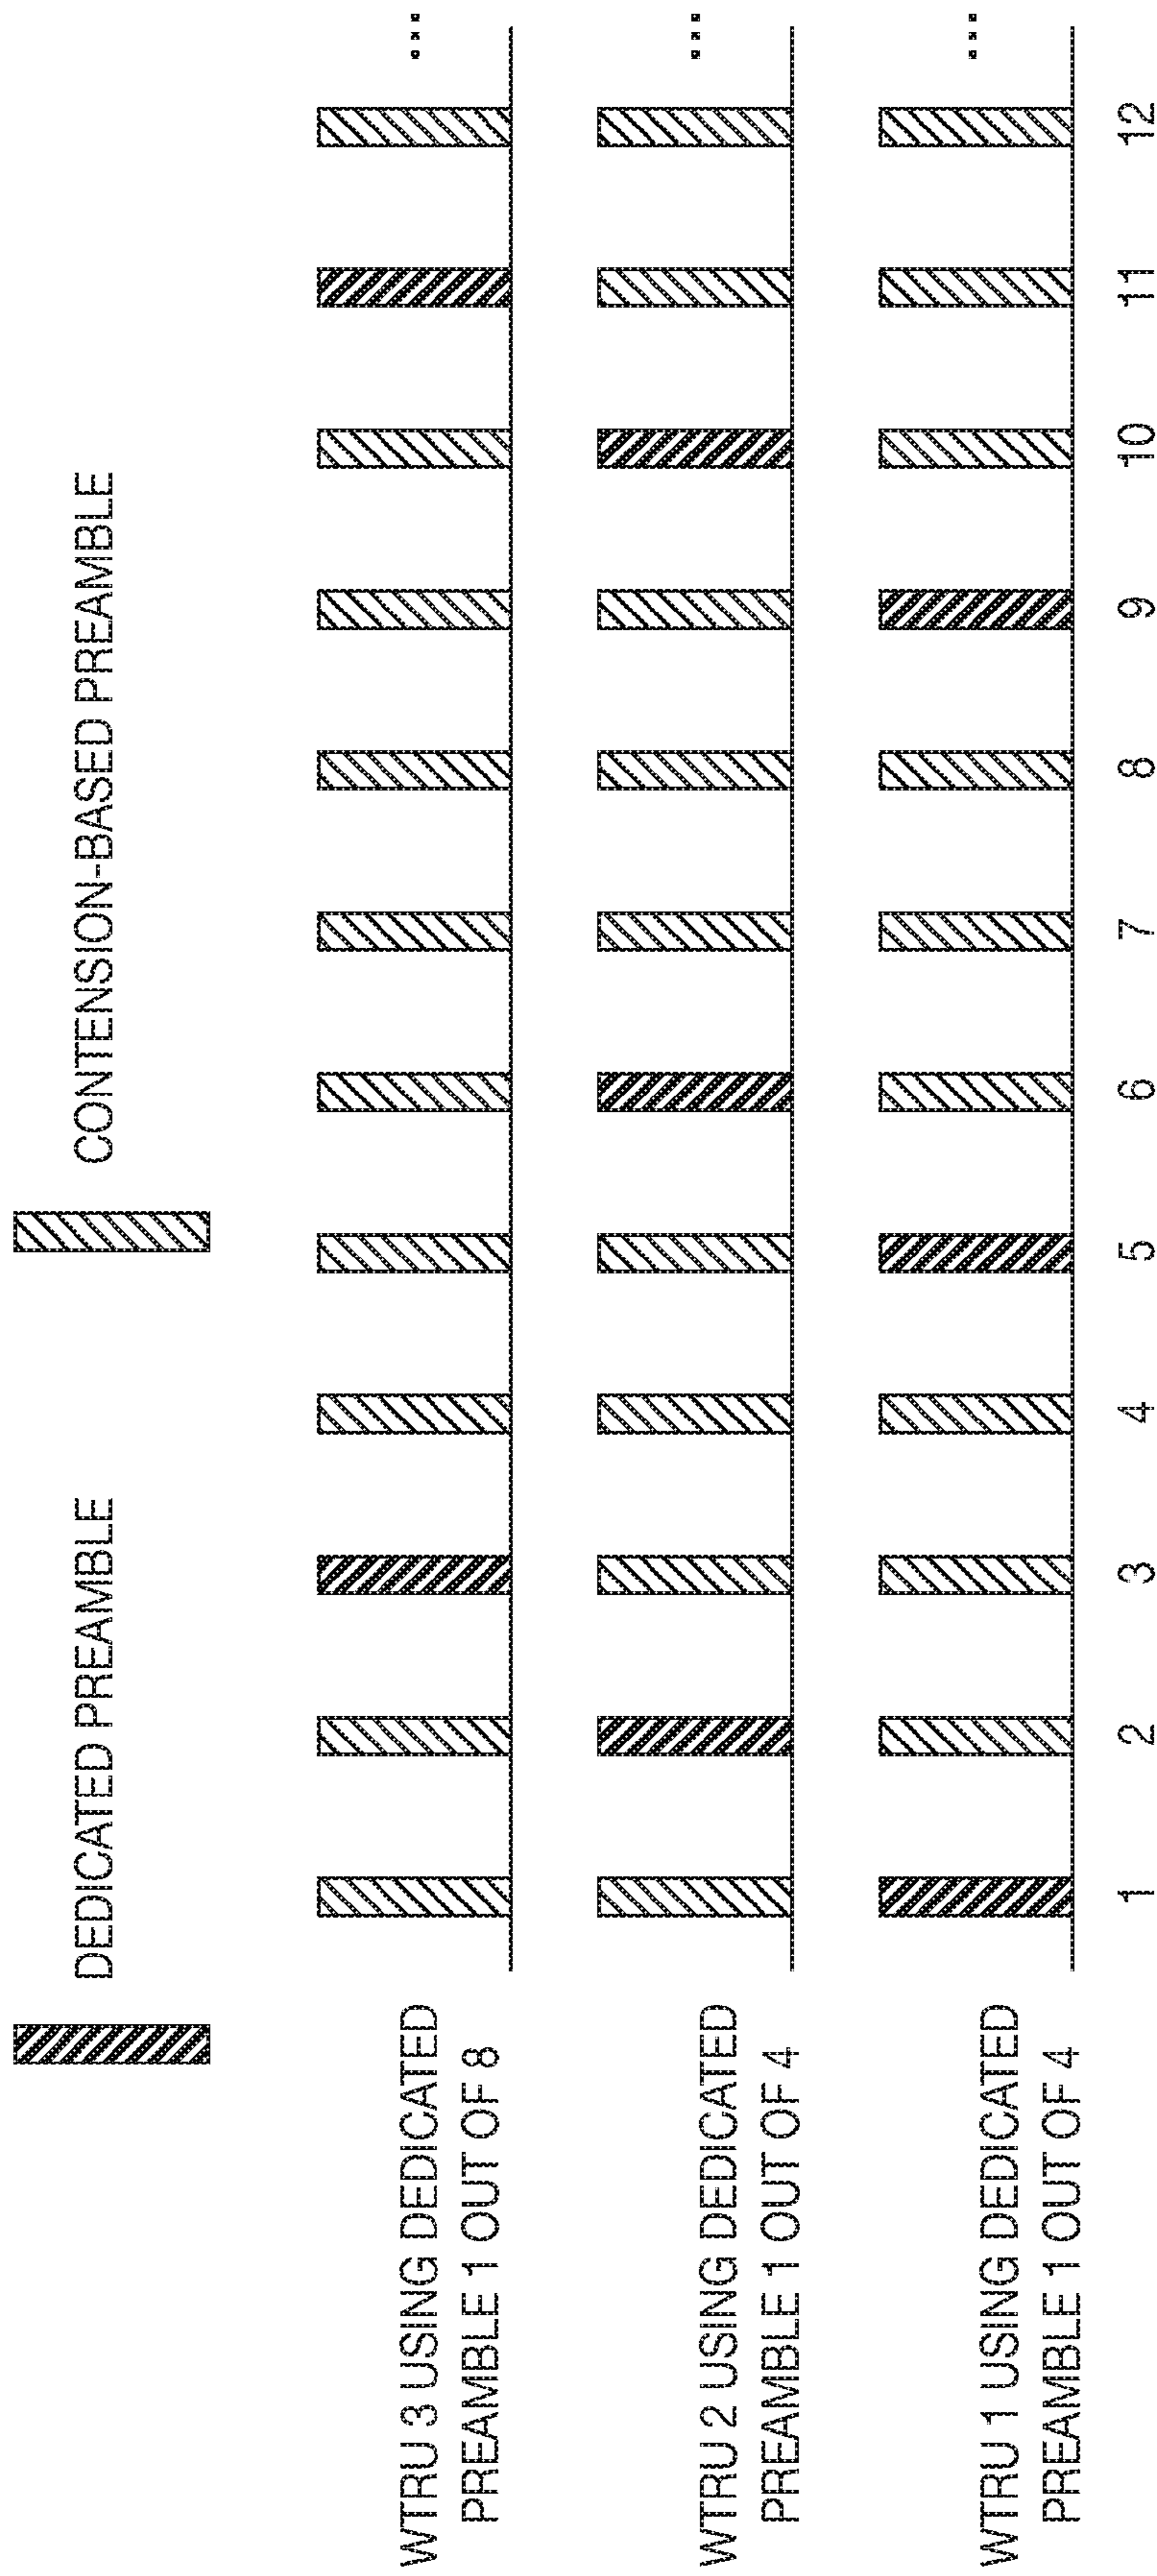 DEDICATED PREAMBLE
CONTENSION-BASED PREAMBLE
WTRU 3 USING DEDICATED
PREAMBLE 1 OUT OF 8
...
WTRU 2 USING DEDICATED
PREAMBLE 1 OUT OF 4
...
WTRU 1 USING DEDICATED
PREAMBLE 1 OUT OF 4
...
1 2 3 4 5 6 7 8 9 10 11 12